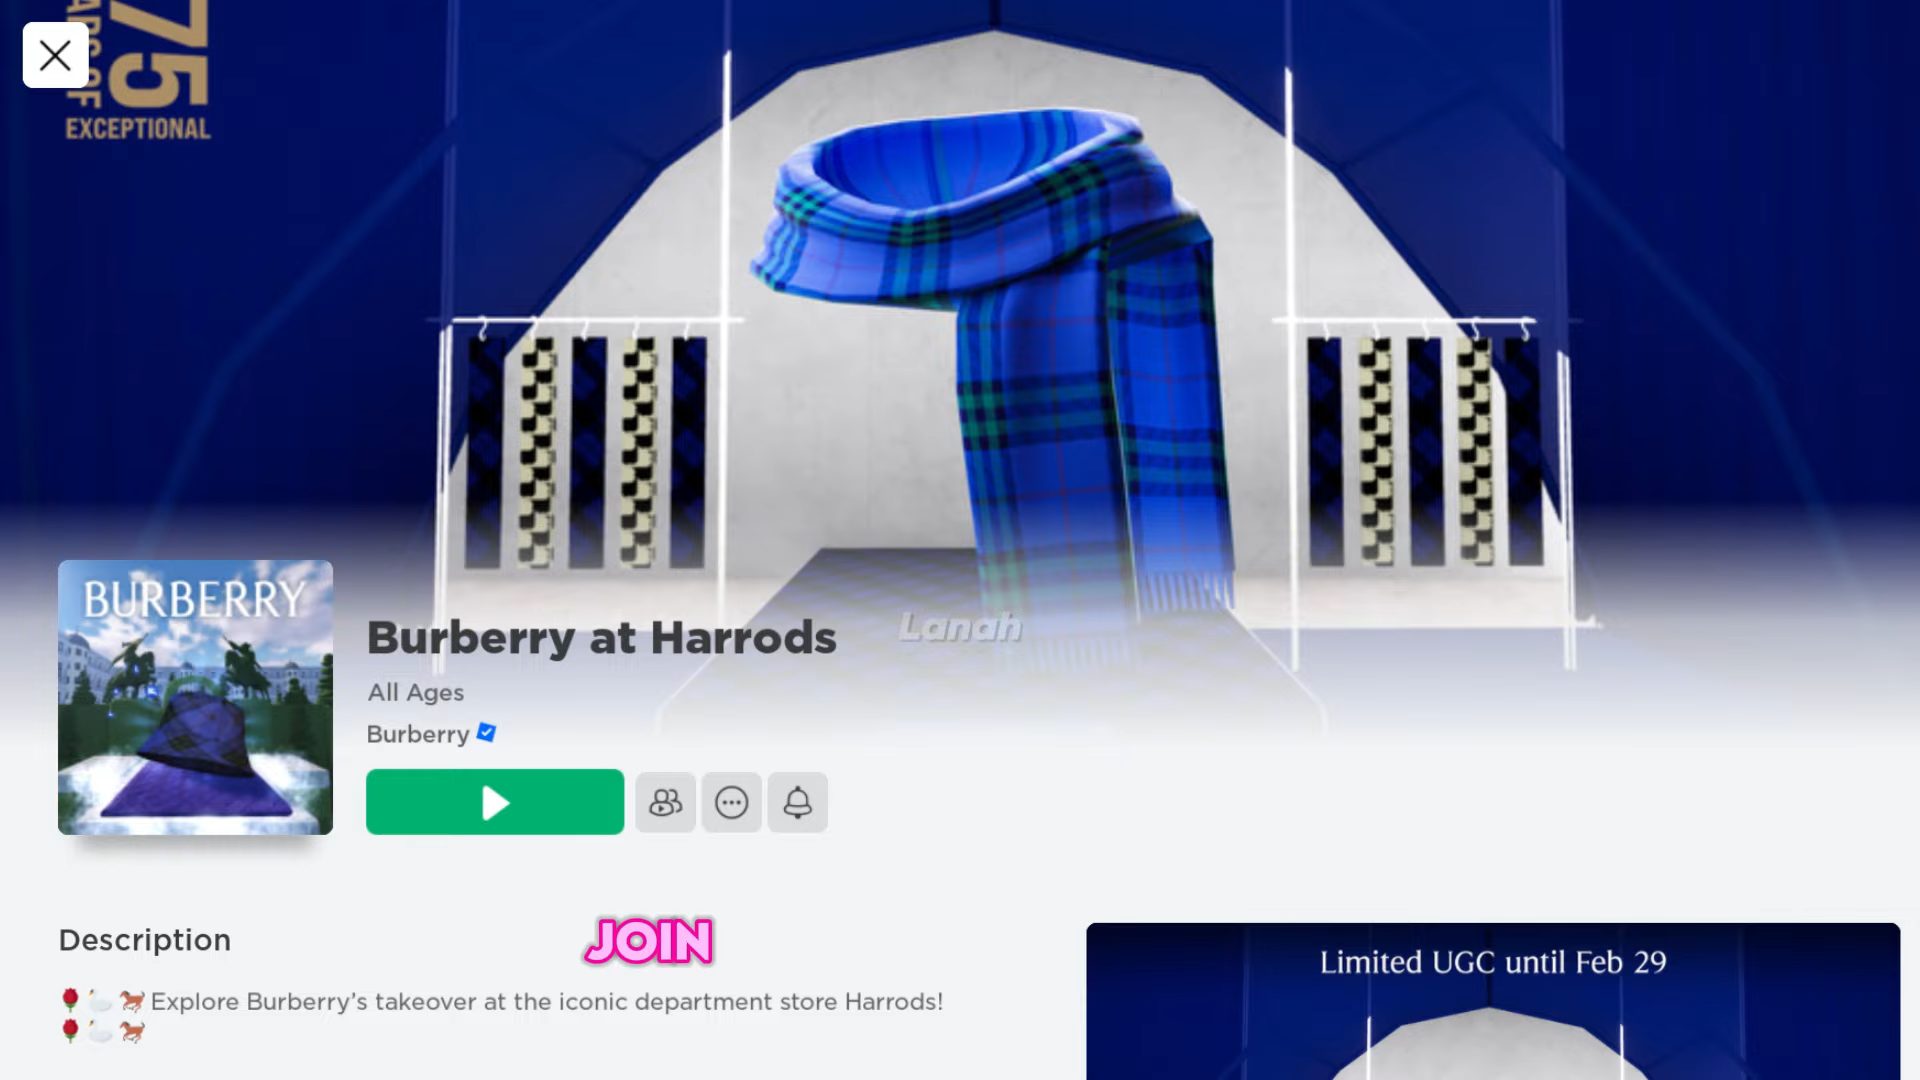 75
EXCEPTIONAL
BURBERRY
Burberry at Harrods
Lanah
All Ages
Burberry
Description
JOIN
Explore Burberry’s takeover at the iconic department store Harrods!
Limited UGC until Feb 29